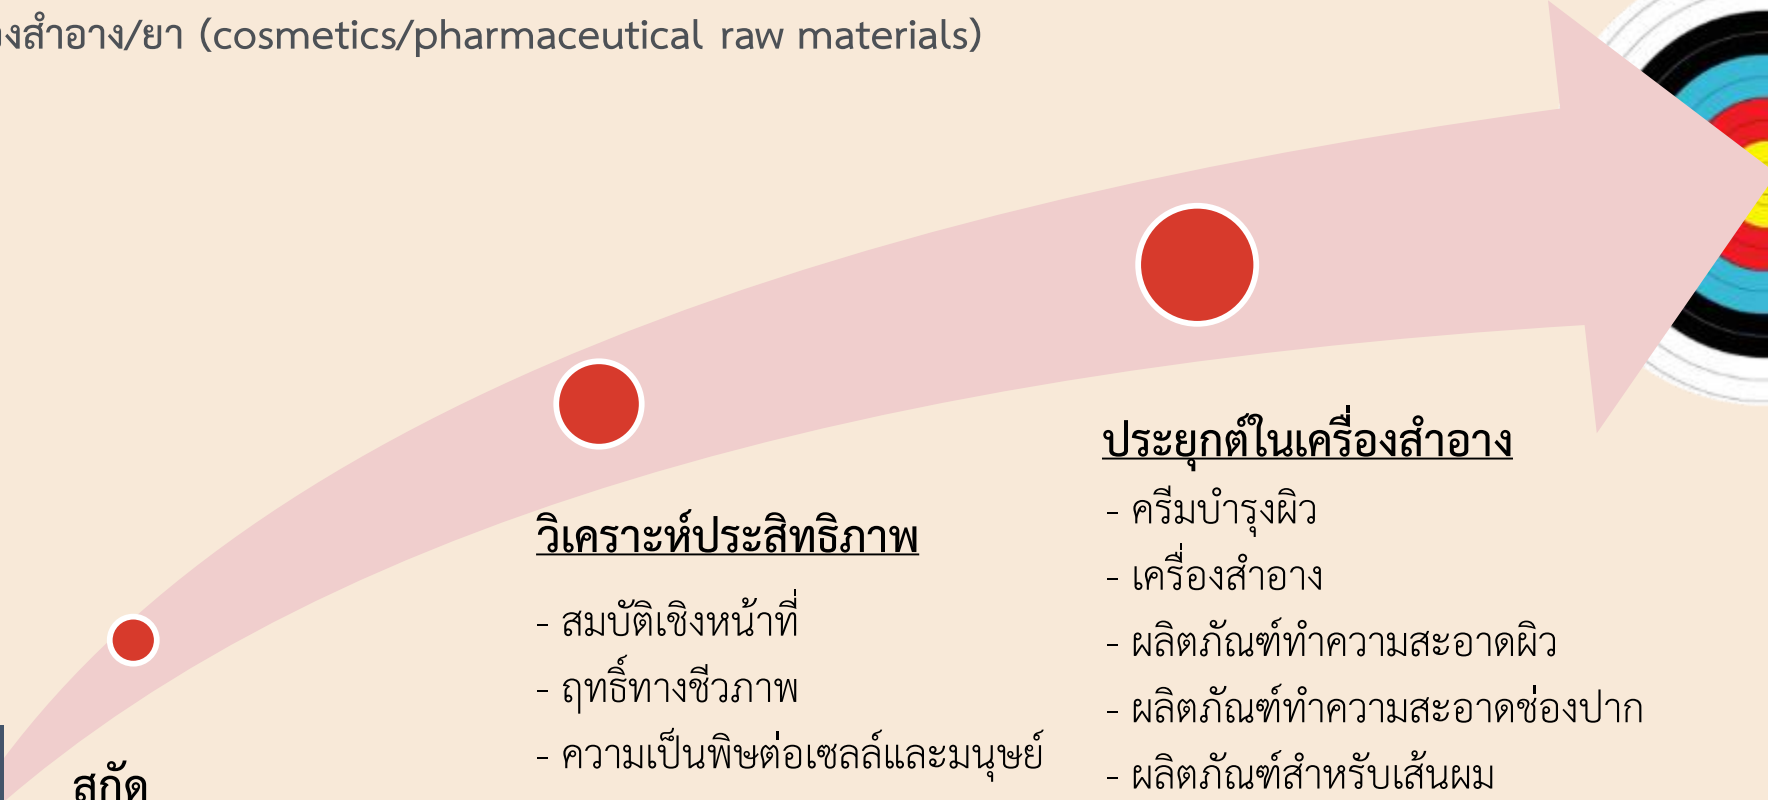 งสำอาง/ยา (cosmetics/pharmaceutical raw materials)
ประยุกต์ในเครื่องสำอาง
- ครีมบำรุงผิว
- เครื่องสำอาง
- ผลิตภัณฑ์ทำความสะอาดผิว
- ผลิตภัณฑ์ทำความสะอาดช่องปาก
- ผลิตภัณฑ์สำหรับเส้นผม
วิเคราะห์ประสิทธิภาพ
- สมบัติเชิงหน้าที่
- ฤทธิ์ทางชีวภาพ
- ความเป็นพิษต่อเซลล์และมนุษย์
สกัด